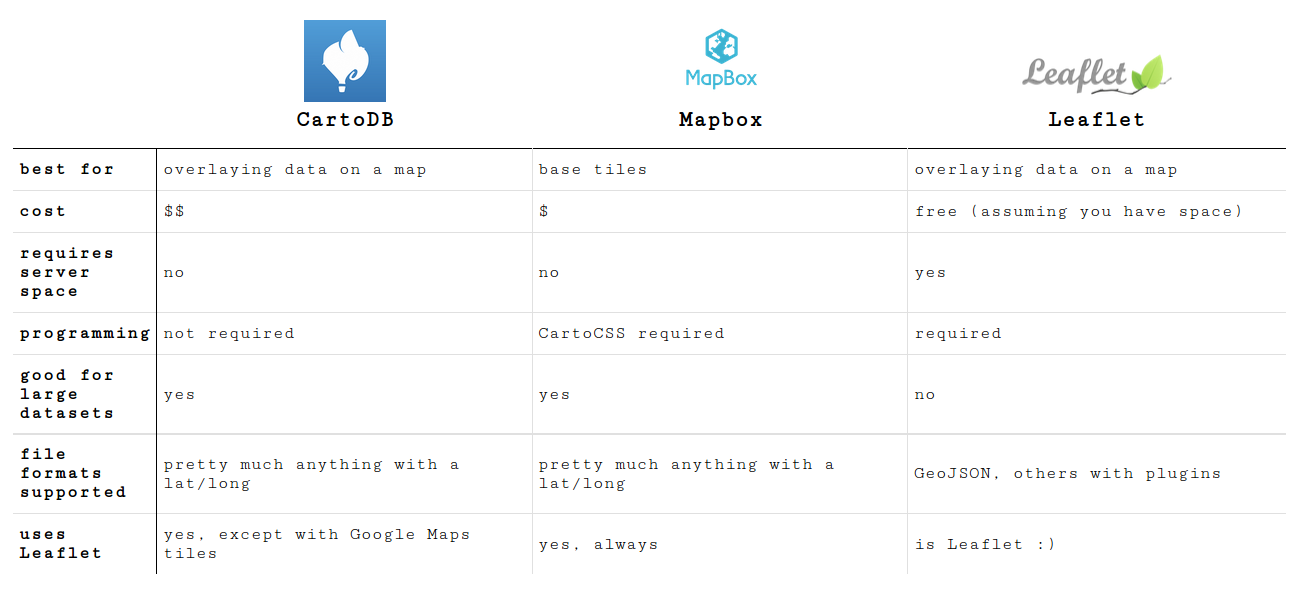 MapBox
Leaflet
CartoDB
Mapbox
Leaflet
best for
overlaying data on a map
base tiles
overlaying data on a map
cost
$$
$
free (assuming you have space)
requires
server
space
no
no
yes
programming
not required
CartoCSS required
required
good for
large
datasets
yes
yes
no
file
formats
supported
pretty much anything with a
lat/long
pretty much anything with a
lat/long
GeoJSON, others with plugins
uses
Leaflet
yes, except with Google Maps
tiles
yes, always
is Leaflet :)